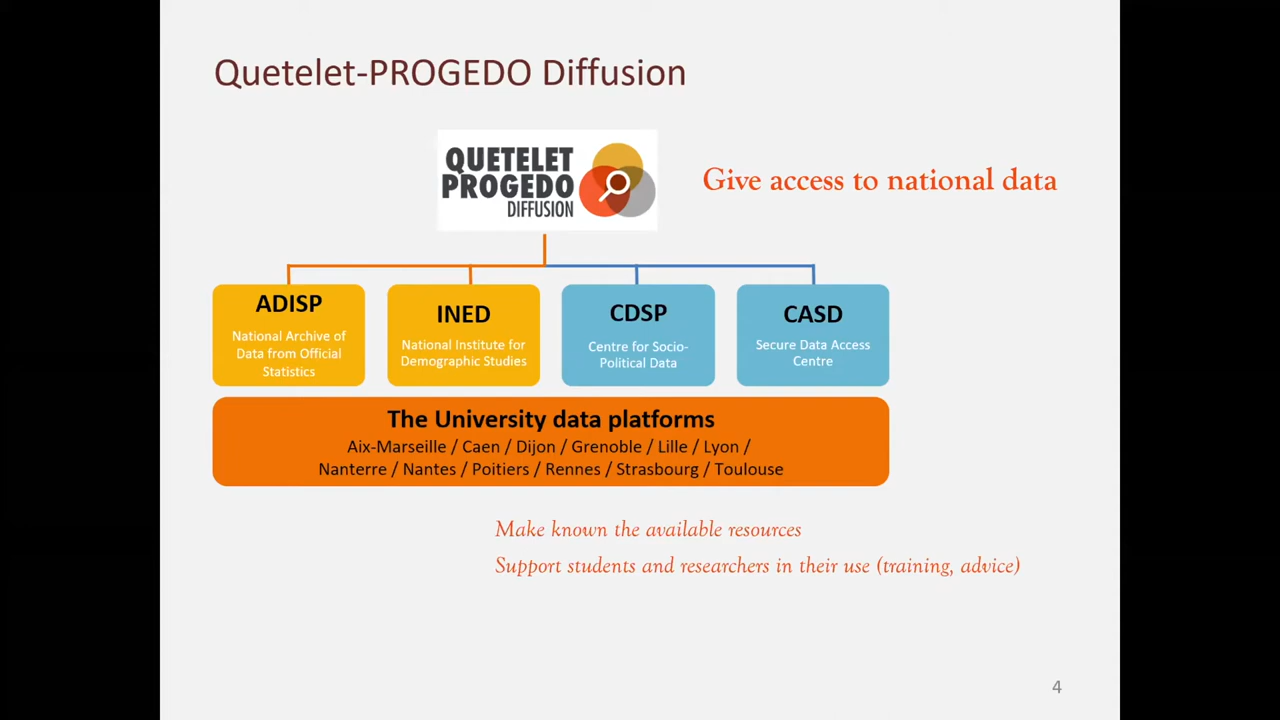 Quetelet-PROGEDO Diffusion
QUETELET
PROGEDO
DIFFUSION
Give access to national data
ADISP
National Archive of
Data from Official
Statistics
INED
National Institute for
Demographic Studies
CDSP
Centre for Socio-
Political Data
CASD
Secure Data Access
Centre
The University data platforms
Aix-Marseille / Caen / Dijon / Grenoble / Lille / Lyon /
Nanterre / Nantes / Poitiers / Rennes / Strasbourg / Toulouse
Make known the available resources
Support students and researchers in their use (training, advice)
4